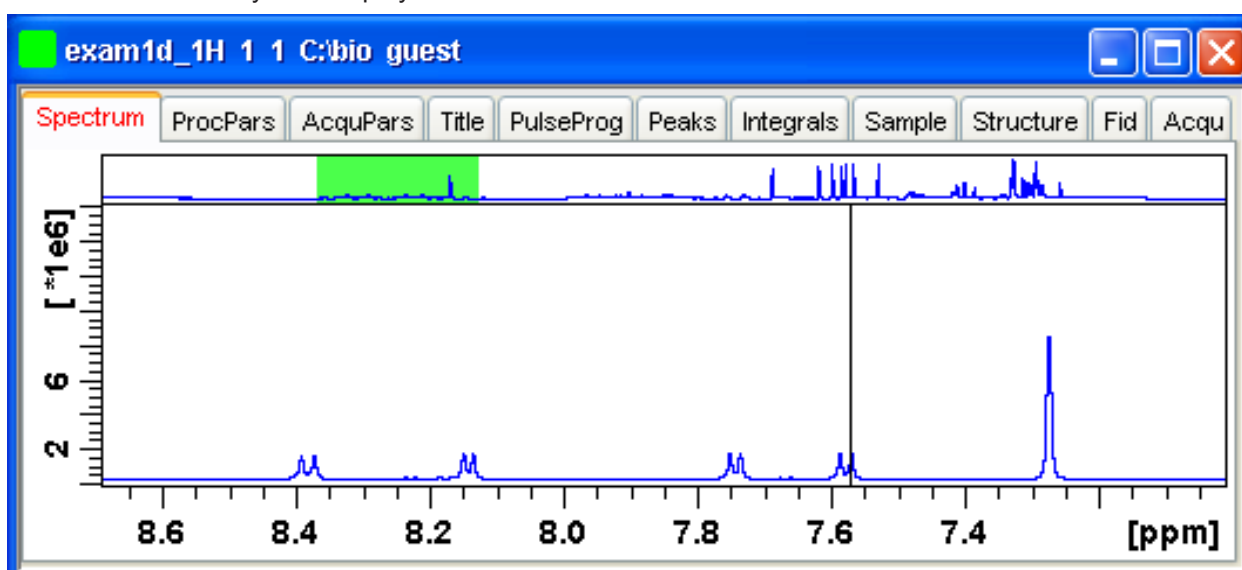 exam1d_1H 1 1 C:\bio guest
Spectrum ProcPars AcquPars Title PulseProg Peaks Integrals Sample Structure Fid Acqu
[ *1e6]
6
2
8.6 8.4 8.2 8.0 7.8 7.6 7.4 [ppm]